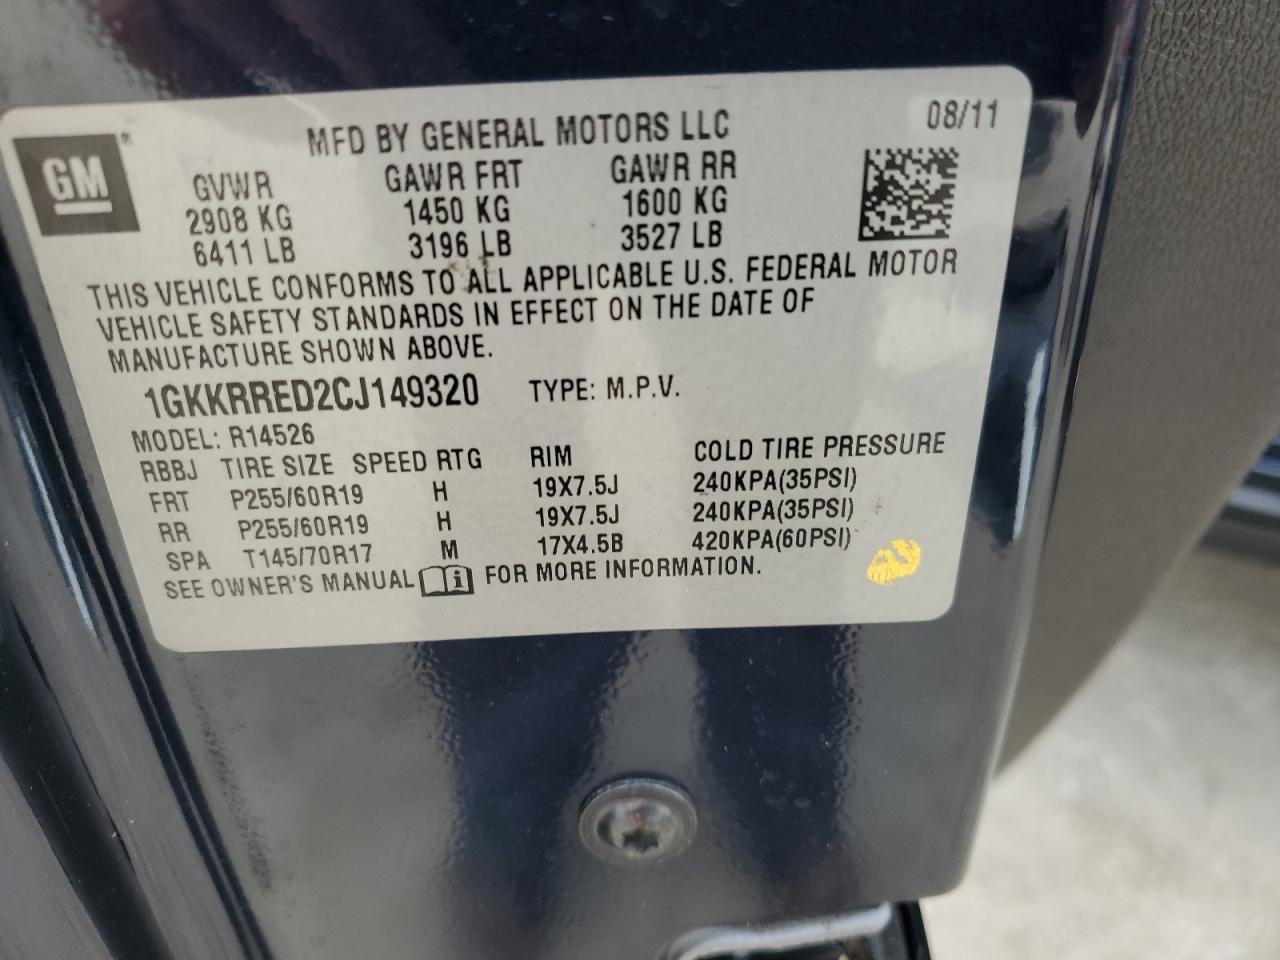 08/11
GM®
MFD BY GENERAL MOTORS LLC
GVWR GAWR FRT GAWR RR
2908 KG 1450 KG 1600 KG
6411 LB 3196 LB 3527 LB
THIS VEHICLE CONFORMS TO ALL APPLICABLE U.S. FEDERAL MOTOR
VEHICLE SAFETY STANDARDS IN EFFECT ON THE DATE OF
MANUFACTURE SHOWN ABOVE.
1GKKRRED2CJ149320 TYPE: M.P.V.
MODEL: R14526
RBBJ TIRE SIZE SPEED RTG RIM COLD TIRE PRESSURE
FRT P255/60R19 H 19X7.5J 240KPA(35PSI)
RR P255/60R19 H 19X7.5J 240KPA(35PSI)
SPA T145/70R17 M 17X4.5B 420KPA(60PSI)
SEE OWNER'S MANUAL FOR MORE INFORMATION.